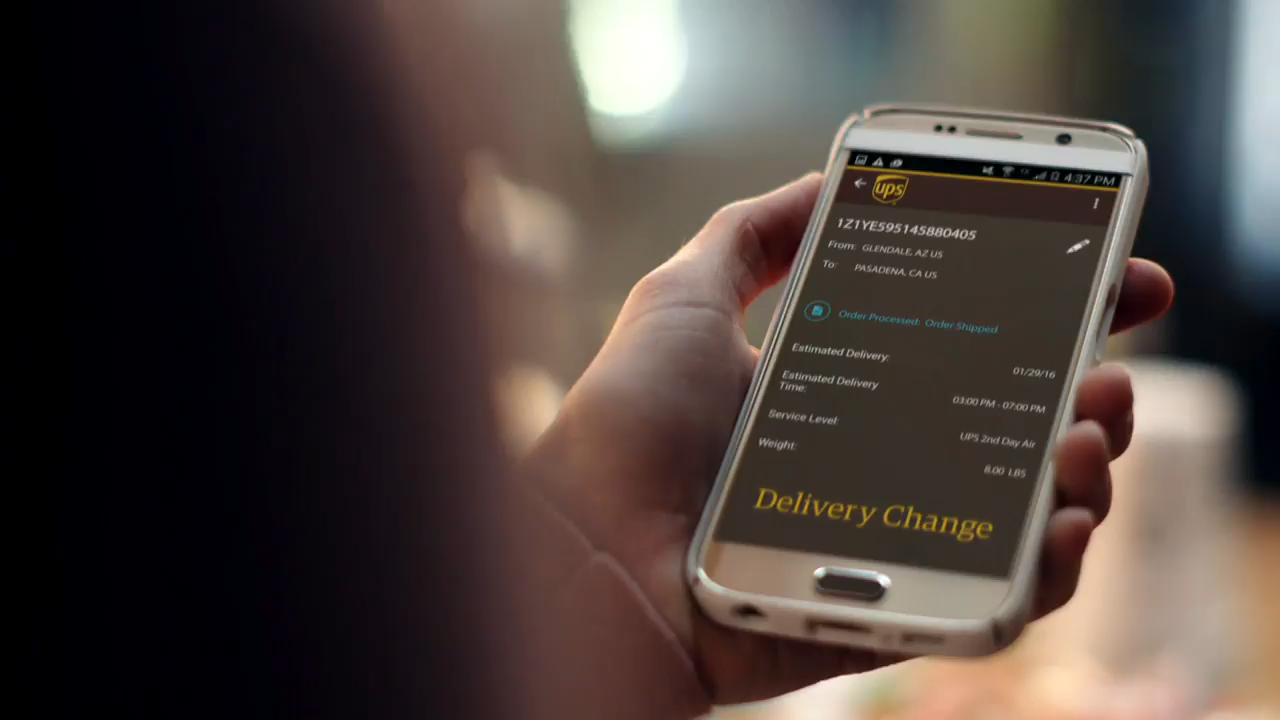 4:37 PM
ups
1Z1YE595145880405
From: GLENDALE, AZ US
To: PASADENA, CA US
Order Processed: Order Shipped
Estimated Delivery: 01/29/16
Estimated Delivery
Time: 03:00 PM - 07:00 PM
Service Level: UPS 2nd Day Air
Weight: 8.00 LBS
Delivery Change